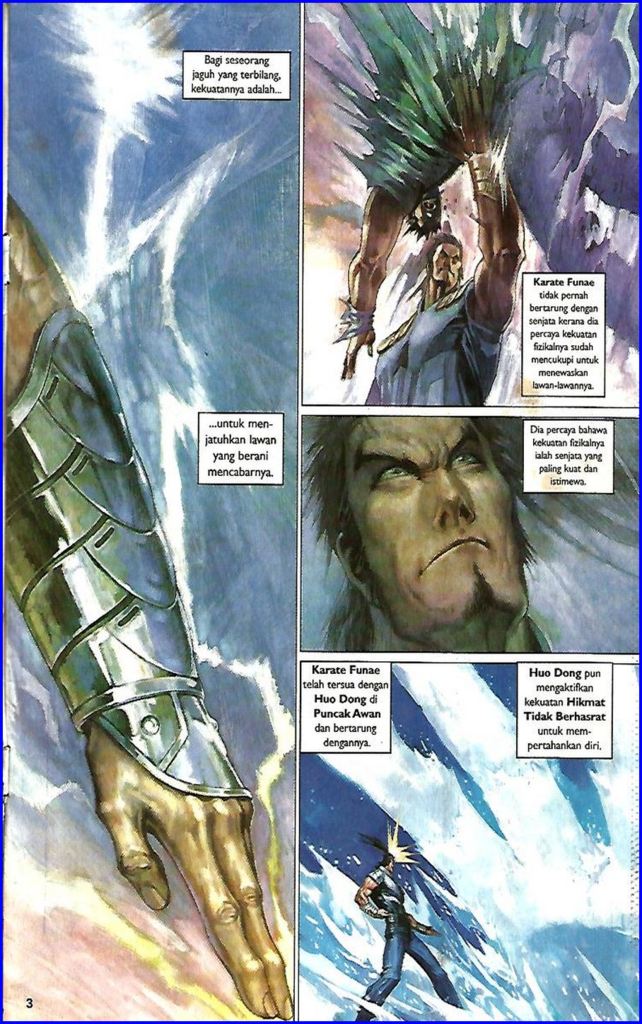 Bagi seseorang
jaguh yang terbilang,
kekuatannya adalah...
...untuk men-
jatuhkan lawan
yang berani
mencabarnya.
Karate Funae
tidak pernah
bertarung dengan
senjata kerana dia
percaya kekuatan
fizikalnya sudah
mencukupi untuk
menewaskan
lawan-lawannya.
Dia percaya bahawa
kekuatan fizikalnya
ialah senjata yang
paling kuat dan
istimewa.
Karate Funae
telah tersua dengan
Huo Dong di
Puncak Awan
dan bertarung
dengannya.
Huo Dong pun
mengaktifkan
kekuatan Hikmat
Tidak Berhasrat
untuk mem-
pertahankan diri.
3